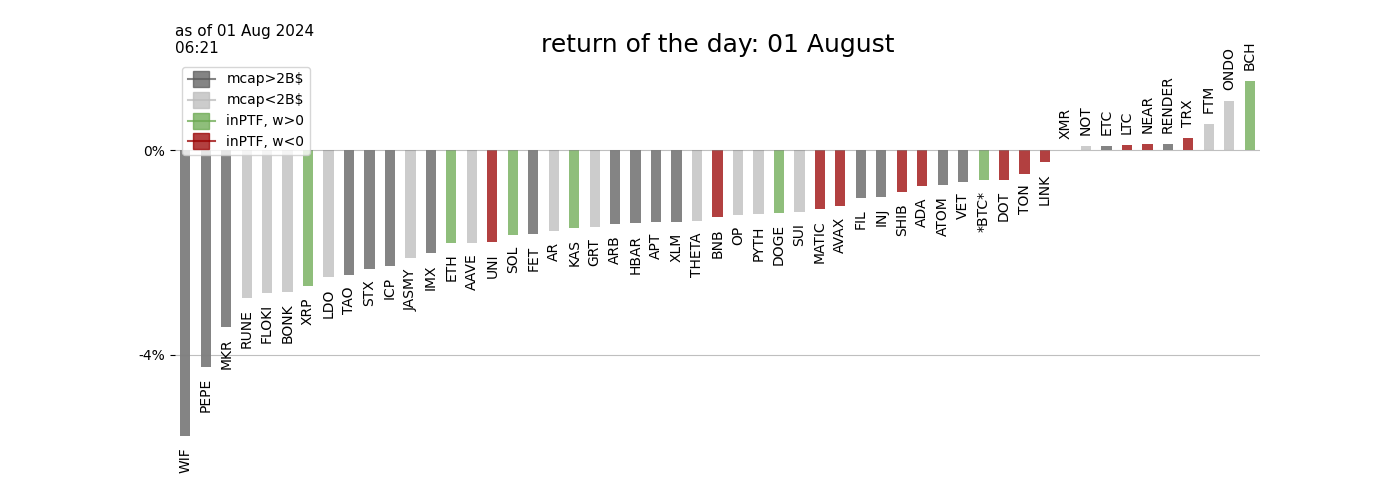 as of 01 Aug 2024
06:21
return of the day: 01 August
mcap>2B$
mcap<2B$
inPTF, w>0
inPTF, w<0
0%
-4%
WIF
PEPE
MKR
RUNE
FLOKI
BONK
XRP
LDO
TAO
STX
ICP
JASMY
IMX
ETH
AAVE
UNI
SOL
FET
AR
KAS
GRT
ARB
HBAR
APT
XLM
THETA
BNB
OP
PYTH
DOGE
SUI
MATIC
AVAX
FIL
INJ
SHIB
ADA
ATOM
VET
*BTC*
DOT
TON
LINK
XMR
NOT
ETC
LTC
NEAR
RENDER
TRX
FTM
ONDO
BCH